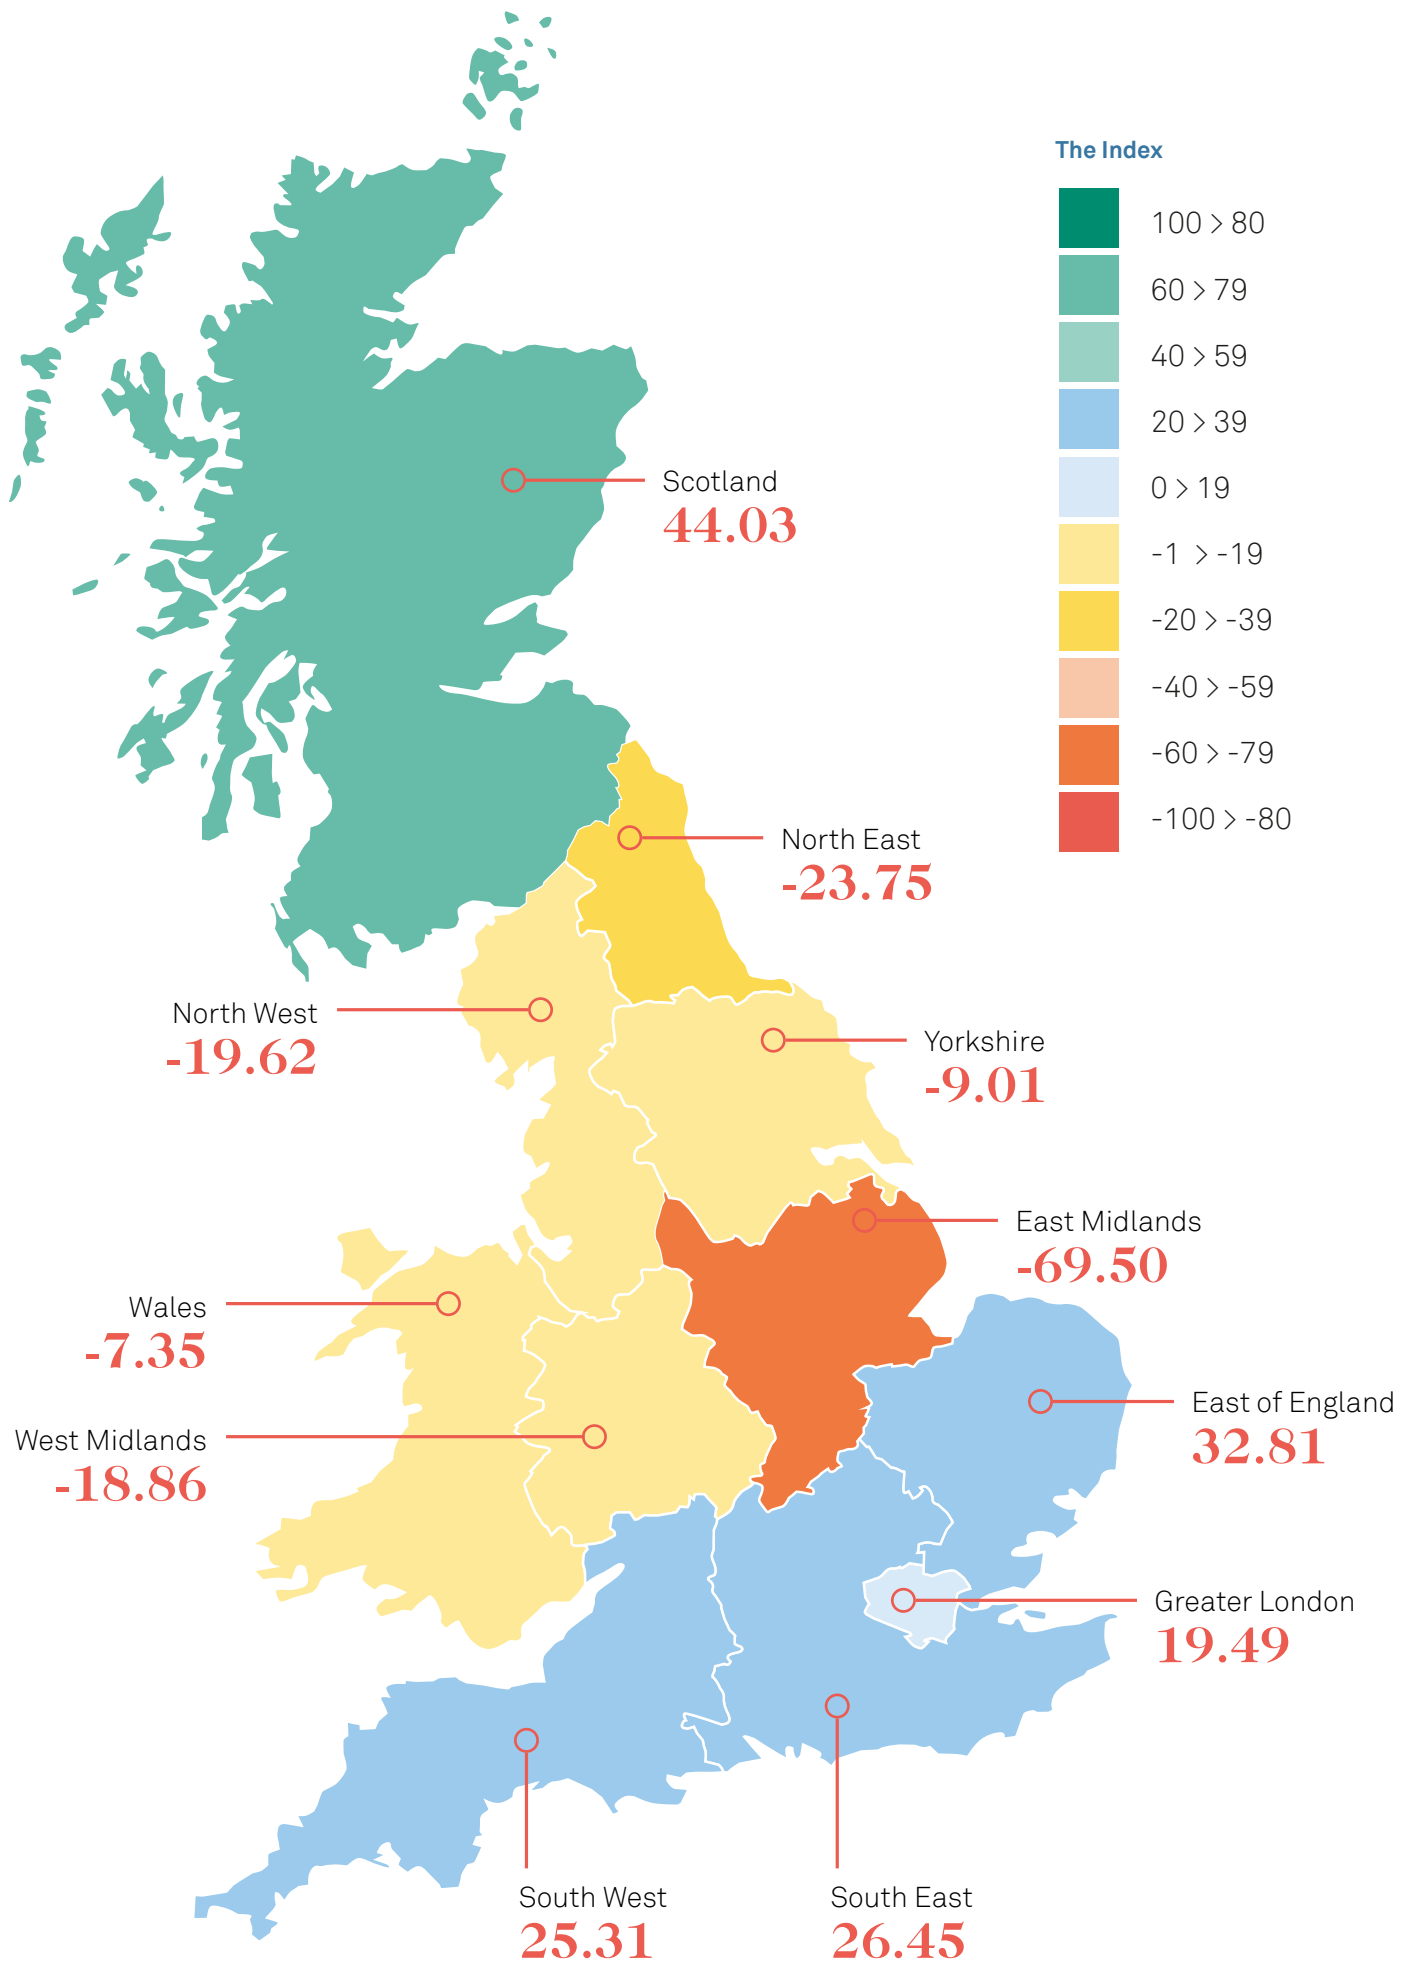 The Index
100 > 80
60 > 79
40 > 59
20 > 39
0 > 19
-1 > -19
-20 > -39
-40 > -59
-60 > -79
-100 > -80
Scotland
44.03
North East
-23.75
North West
-19.62
Yorkshire
-9.01
East Midlands
-69.50
Wales
-7.35
East of England
32.81
West Midlands
-18.86
Greater London
19.49
South West
25.31
South East
26.45